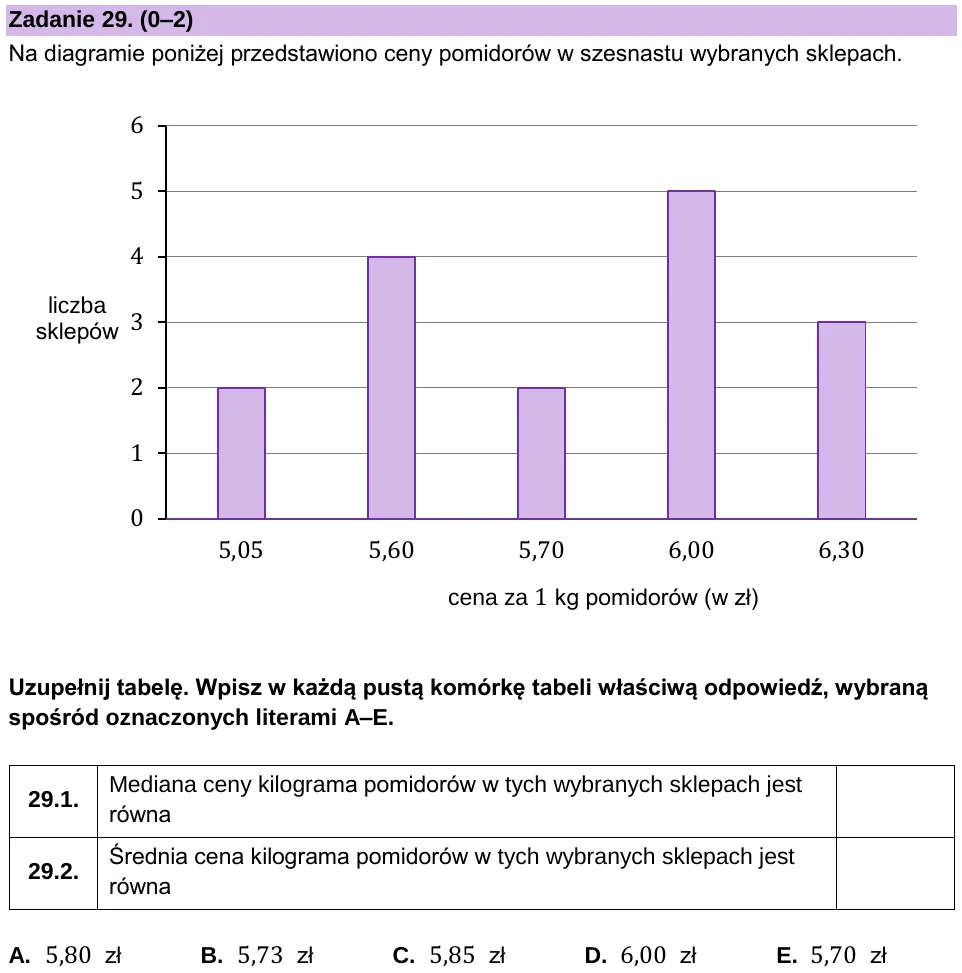 Zadanie 29. (0–2)
Na diagramie poniżej przedstawiono ceny pomidorów w szesnastu wybranych sklepach.
6
5
4
liczba
sklepów
3
2
1
0
5,05 5,60 5,70 6,00 6,30
cena za 1 kg pomidorów (w zł)
Uzupełnij tabelę. Wpisz w każdą pustą komórkę tabeli właściwą odpowiedź, wybraną
spośród oznaczonych literami A–E.
29.1. Mediana ceny kilograma pomidorów w tych wybranych sklepach jest
równa
29.2. Średnia cena kilograma pomidorów w tych wybranych sklepach jest
równa
A. 5,80 zł B. 5,73 zł C. 5,85 zł D. 6,00 zł E. 5,70 zł